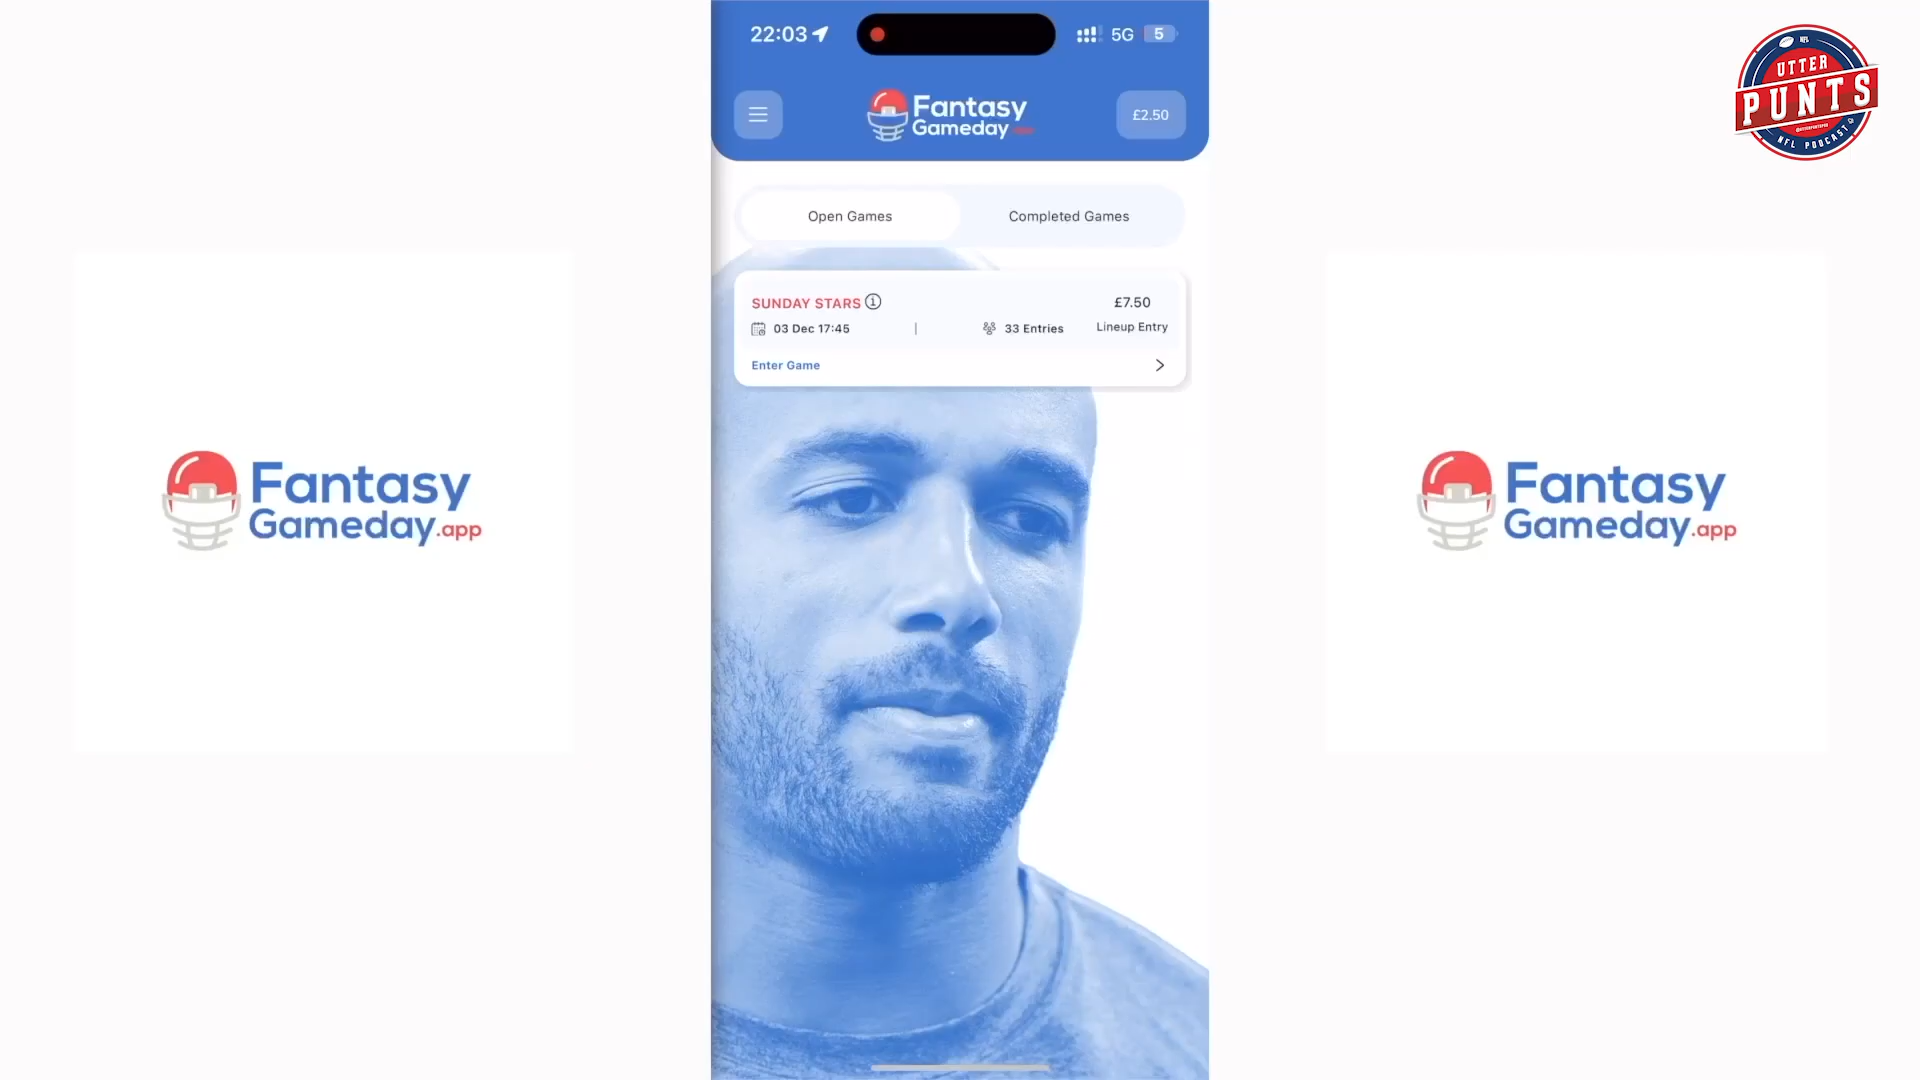 22:03
5G
5
Fantasy
Gameday
£2.50
UTTER
PUNTS
NFL PODCAST
Open Games
Completed Games
SUNDAY STARS
£7.50
03 Dec 17:45
33 Entries
Lineup Entry
Enter Game
Fantasy
Gameday.app
Fantasy
Gameday.app